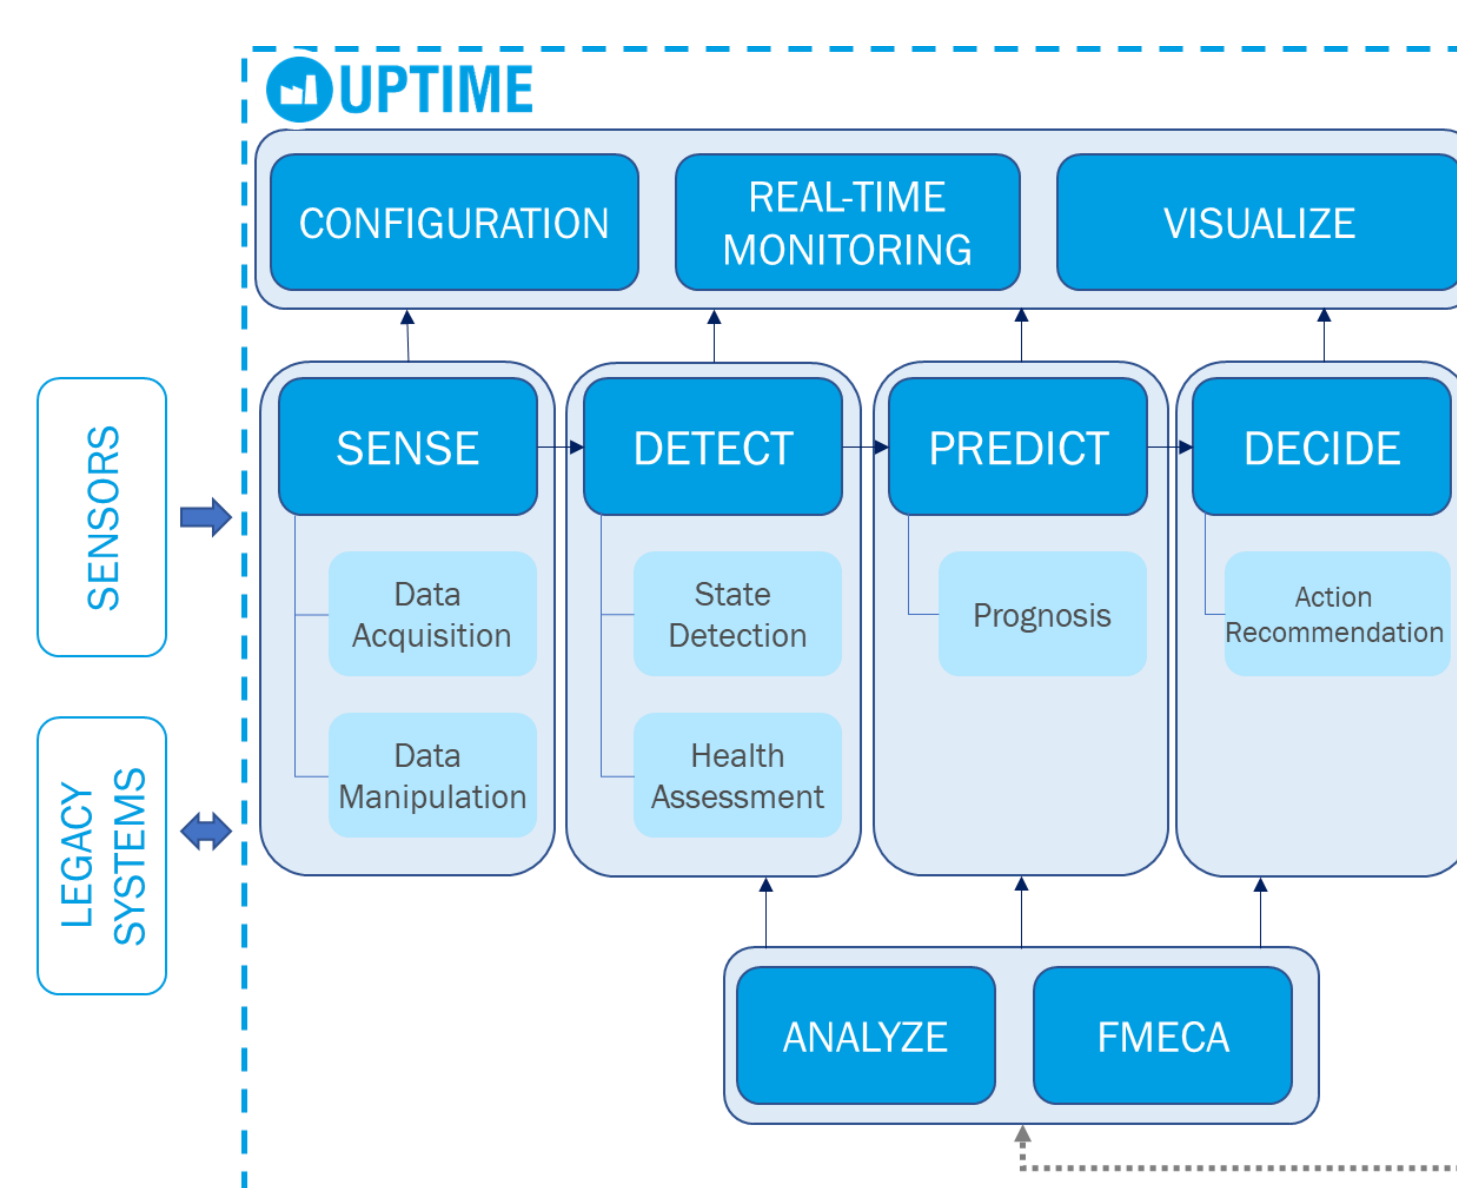 UPTIME
CONFIGURATION
REAL-TIME
MONITORING
VISUALIZE
SENSORS
LEGACY
SYSTEMS
SENSE
Data
Acquisition
Data
Manipulation
DETECT
State
Detection
Health
Assessment
PREDICT
Prognosis
DECIDE
Action
Recommendation
ANALYZE
FMECA